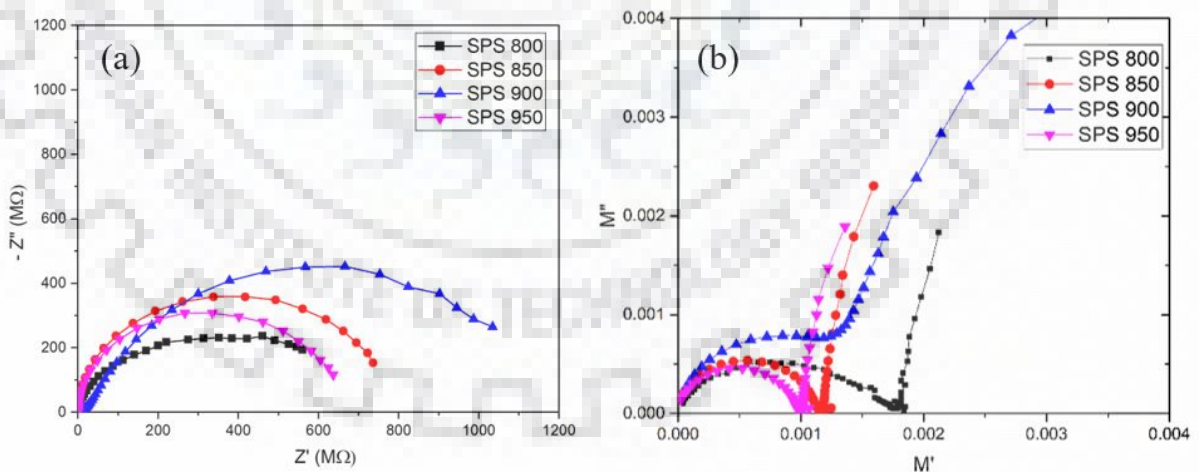 (a)
SPS 800
SPS 850
SPS 900
SPS 950
1200
1000
800
600
400
200
0
0 200 400 600 800 1000 1200
- Z" (MΩ)
Z' (MΩ)
(b)
SPS 800
SPS 850
SPS 900
SPS 950
0.004
0.003
0.002
0.001
0.000
0.000 0.001 0.002 0.003 0.004
M"
M'